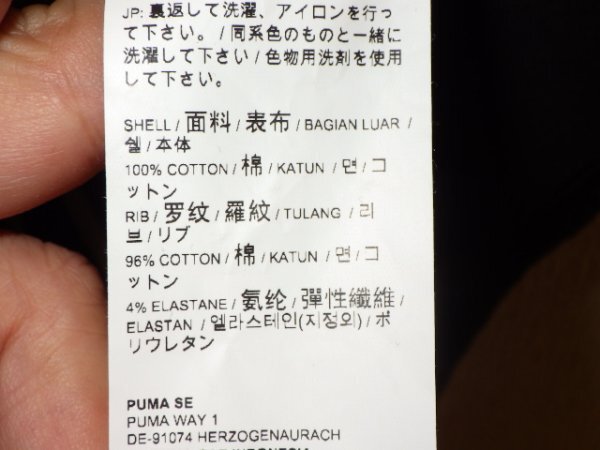 JP: 裏返して洗濯、アイロンを行っ
て下さい。/ 同系色のものと一緒に
洗濯して下さい / 色物用洗剤を使用
して下さい。
SHELL / 面料 / 表布 / BAGIAN LUAR /
쉘 / 本体
100% COTTON / 棉 / KATUN / 면 / コ
ットン
RIB / 罗纹 / 羅紋 / TULANG / 리
브 / リブ
96% COTTON / 棉 / KATUN / 면 / コ
ットン
4% ELASTANE / 氨纶 / 彈性纖維 /
ELASTAN / 엘라스테인(지정외) / ポ
リウレタン
PUMA SE
PUMA WAY 1
DE-91074 HERZOGENAURACH
INDONESIA